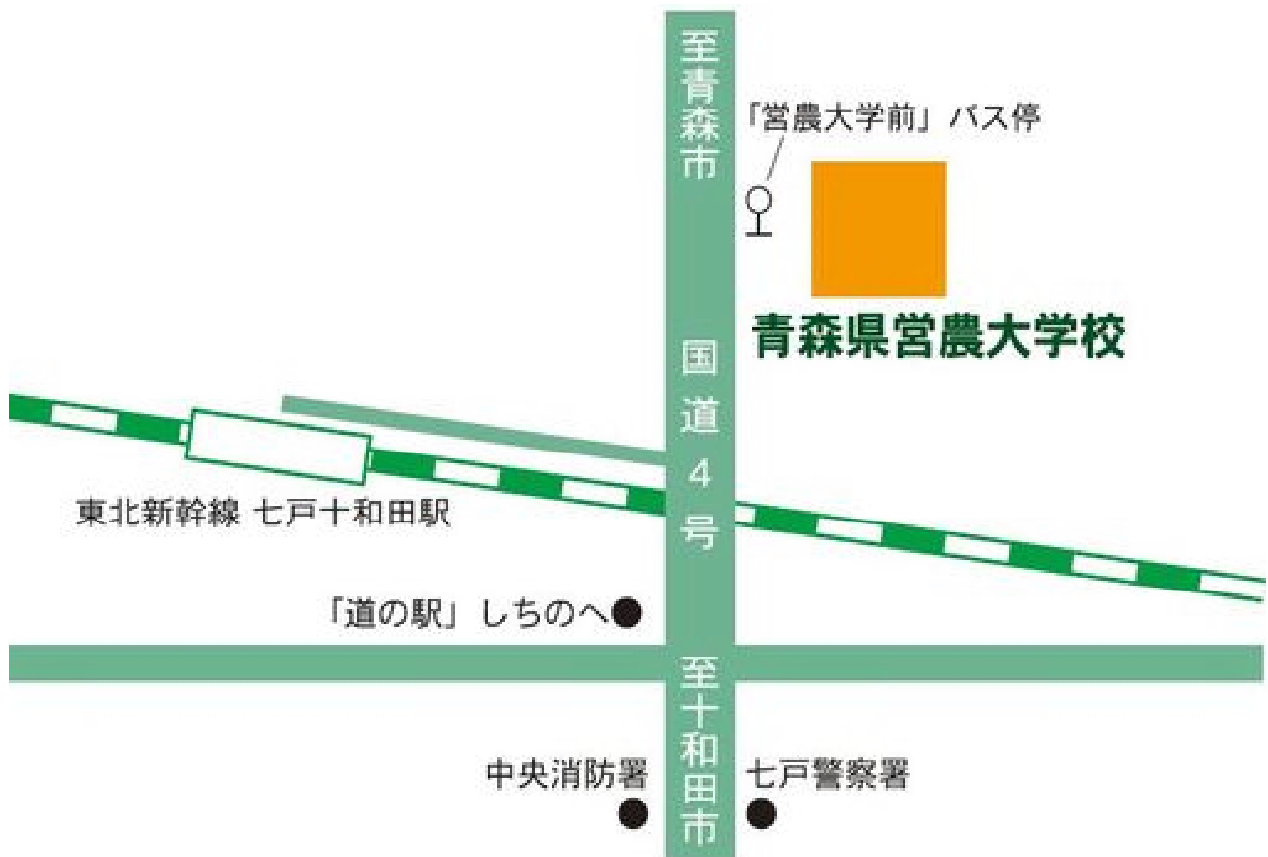 至青森市
「営農大学前」バス停
青森県営農大学校
国道4号
東北新幹線 七戸十和田駅
「道の駅」しちのへ
至十和田市
中央消防署
七戸警察署